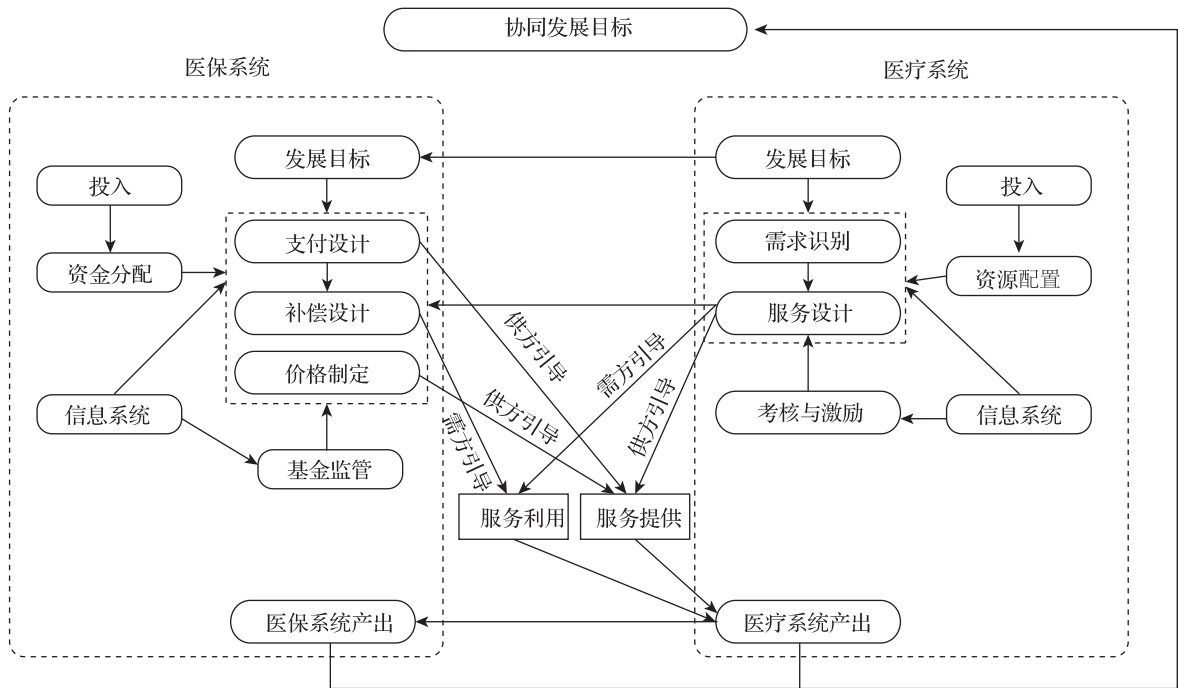 协同发展目标
医保系统
医疗系统
发展目标
发展目标
投入
投入
支付设计
需求识别
资金分配
资源配置
补偿设计
服务设计
供方引导
需方引导
价格制定
供方引导
供方引导
需方引导
信息系统
考核与激励
信息系统
基金监管
服务利用
服务提供
医保系统产出
医疗系统产出